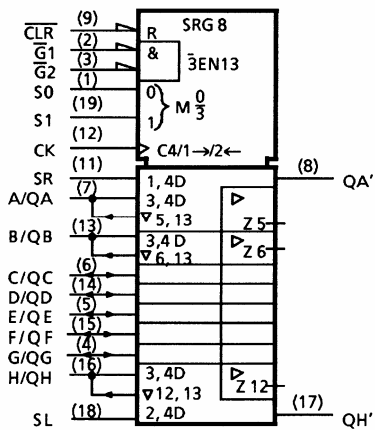 SRG 8
(9)
CLR R
(2)
G1 & 3EN13
(3)
G2
(1)
S0 0
M 0/3
(19)
S1 1
(12)
CK C4/1→/2←
(11)
SR 1, 4D (8) QA'
(7)
A/QA 3, 4D ▷
▽ 5, 13 Z 5
(13)
B/QB 3,4 D ▷
▽ 6, 13 Z 6
(6)
C/QC
(14)
D/QD
(5)
E/QE
(15)
F/QF
(4)
G/QG
(16)
H/QH 3, 4D ▷
▽12, 13 Z 12
(18) (17)
SL 2, 4D QH'